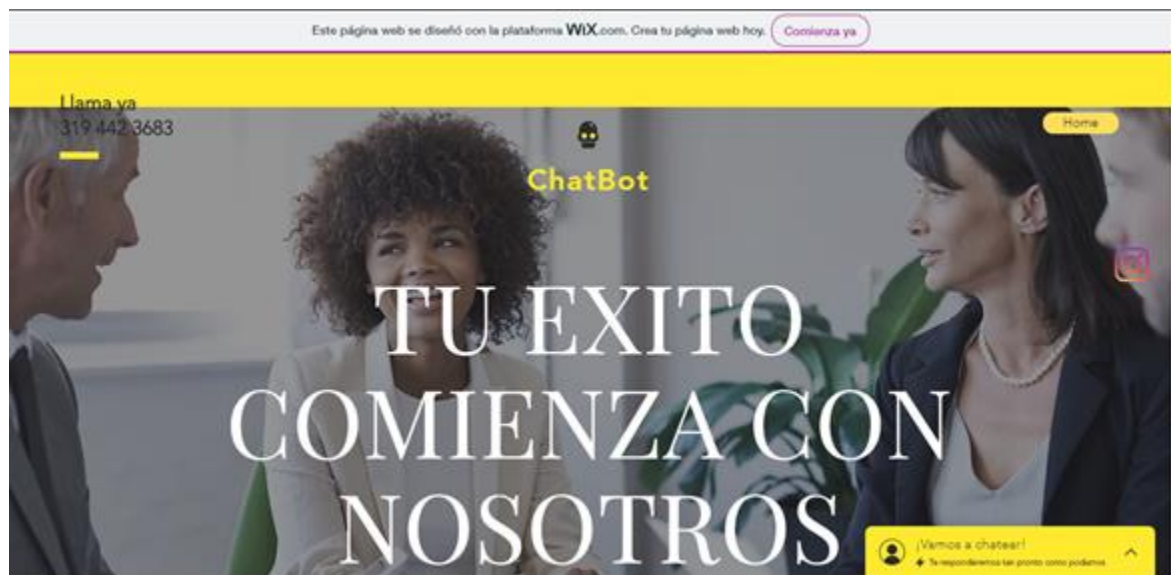 Este página web se diseñó con la plataforma WiX.com. Crea tu página web hoy. Comienza ya
Llama ya
319 442 3683
Home
ChatBot
TU EXITO
COMIENZA CON
NOSOTROS
¡Vamos a chatear!
Te responderemos tan pronto como podamos